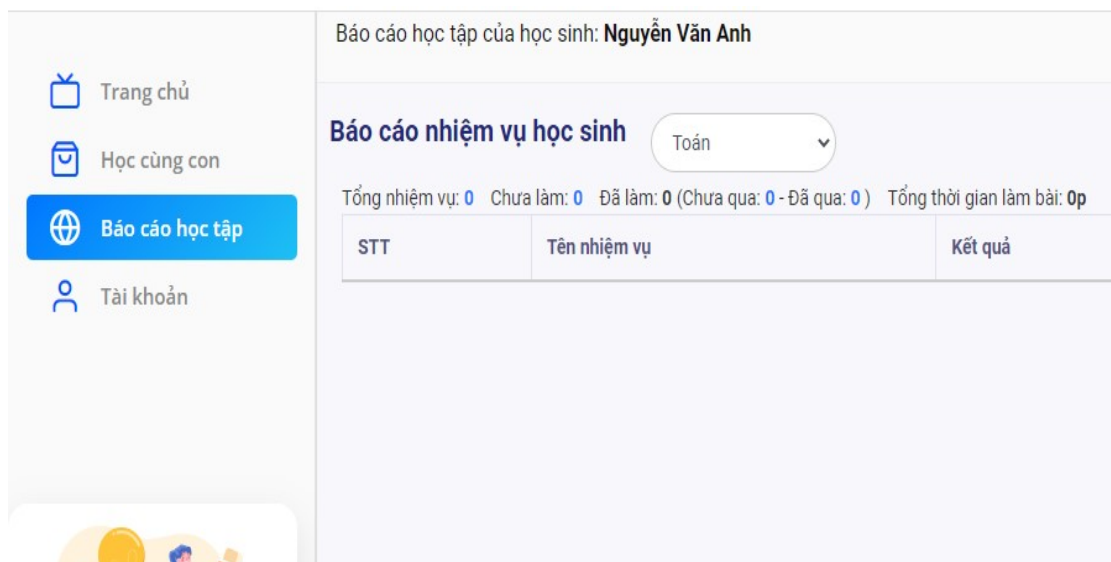 Báo cáo học tập của học sinh: Nguyễn Văn Anh
Trang chủ
Học cùng con
Báo cáo học tập
Tài khoản
Báo cáo nhiệm vụ học sinh
Toán
Tổng nhiệm vụ: 0 Chưa làm: 0 Đã làm: 0 (Chưa qua: 0 - Đã qua: 0 ) Tổng thời gian làm bài: 0p
STT Tên nhiệm vụ Kết quả